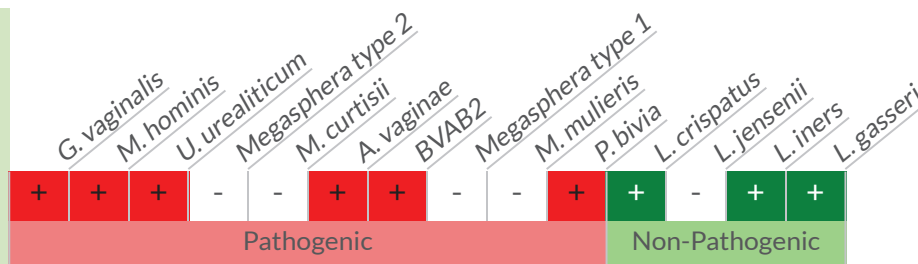 G. vaginalis
M. hominis
U. urealiticum
Megasphera type 2
M. curtisii
A. vaginae
BVAB2
Megasphera type 1
M. mulieris
P. bivia
L. crispatus
L. jensenii
L. iners
L. gasseri
+ + + - - + + - - + + - + +
Pathogenic Non-Pathogenic